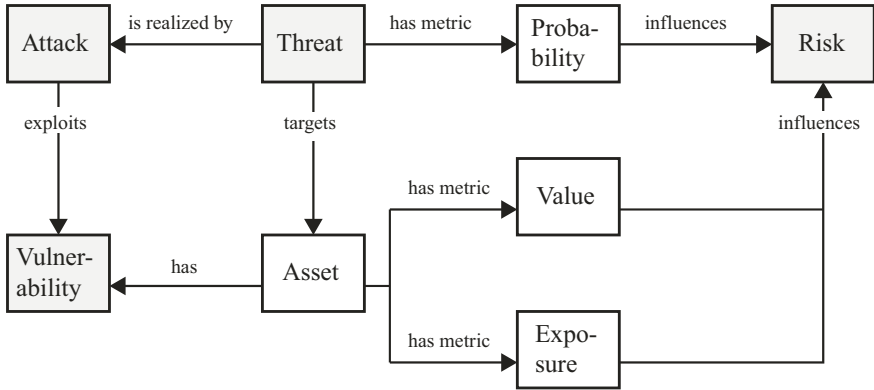 Attack
is realized by
Threat
has metric
Proba-
bility
influences
Risk
exploits
targets
influences
has metric
Value
Vulner-
ability
has
Asset
has metric
Expo-
sure